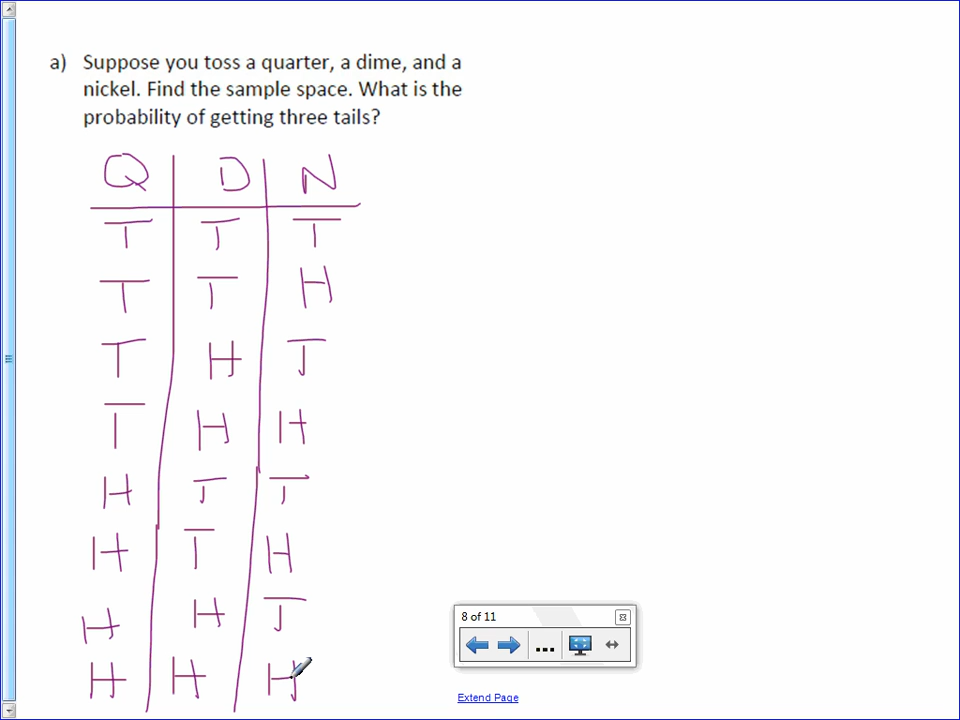 a) Suppose you toss a quarter, a dime, and a
nickel. Find the sample space. What is the
probability of getting three tails?
Q D N
T T T
T T H
T H T
T H H
H T T
H T H
H H T
H H H
8 of 11
...
Extend Page